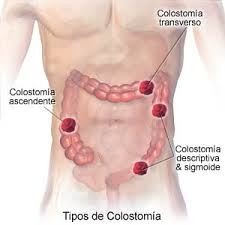 Colostomía
transverso
Colostomía
ascendente
Colostomía
descriptiva
& sigmoide
Tipos de Colostomía